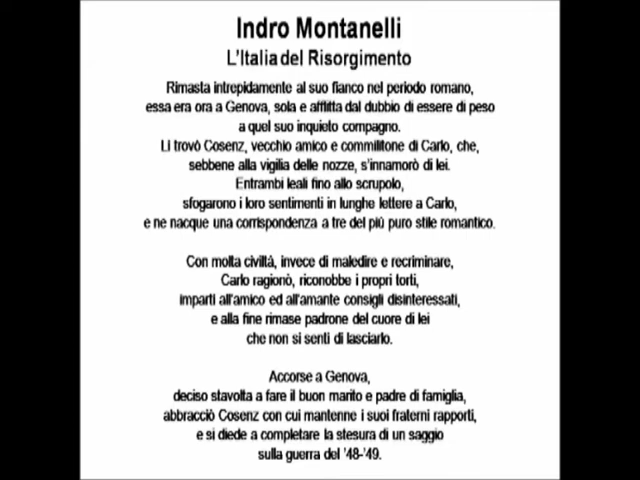 Indro Montanelli
L'Italia del Risorgimento
Rimasta intrepidamente al suo fianco nel periodo romano,
essa era ora a Genova, sola e afflitta dal dubbio di essere di peso
a quel suo inquieto compagno.
Lì trovò Cosenz, vecchio amico e commilitone di Carlo, che,
sebbene alla vigilia delle nozze, s'innamorò di lei.
Entrambi leali fino allo scrupolo,
sfogarono i loro sentimenti in lunghe lettere a Carlo,
e ne nacque una corrispondenza a tre del più puro stile romantico.
Con molta civiltà, invece di maledire e recriminare,
Carlo ragionò, riconobbe i propri torti,
impartì all'amico ed all'amante consigli disinteressati,
e alla fine rimase padrone del cuore di lei
che non si sentì di lasciarlo.
Accorse a Genova,
deciso stavolta a fare il buon marito e padre di famiglia,
abbracciò Cosenz con cui mantenne i suoi fraterni rapporti,
e si diede a completare la stesura di un saggio
sulla guerra del '48-'49.